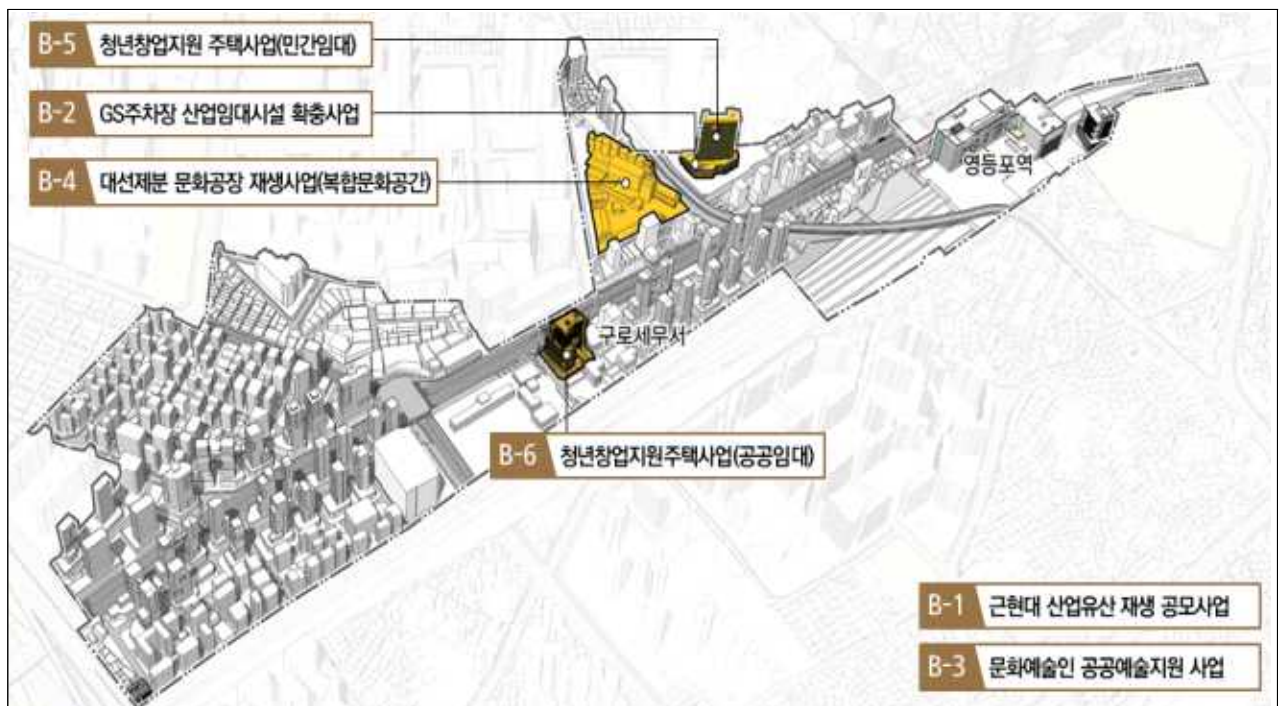 B-5 청년창업지원 주택사업(민간임대)
B-2 GS주차장 산업임대시설 확충사업
B-4 대선제분 문화공장 재생사업(복합문화공간)
영등포역
구로세무서
B-6 청년창업지원주택사업(공공임대)
B-1 근현대 산업유산 재생 공모사업
B-3 문화예술인 공공예술지원 사업